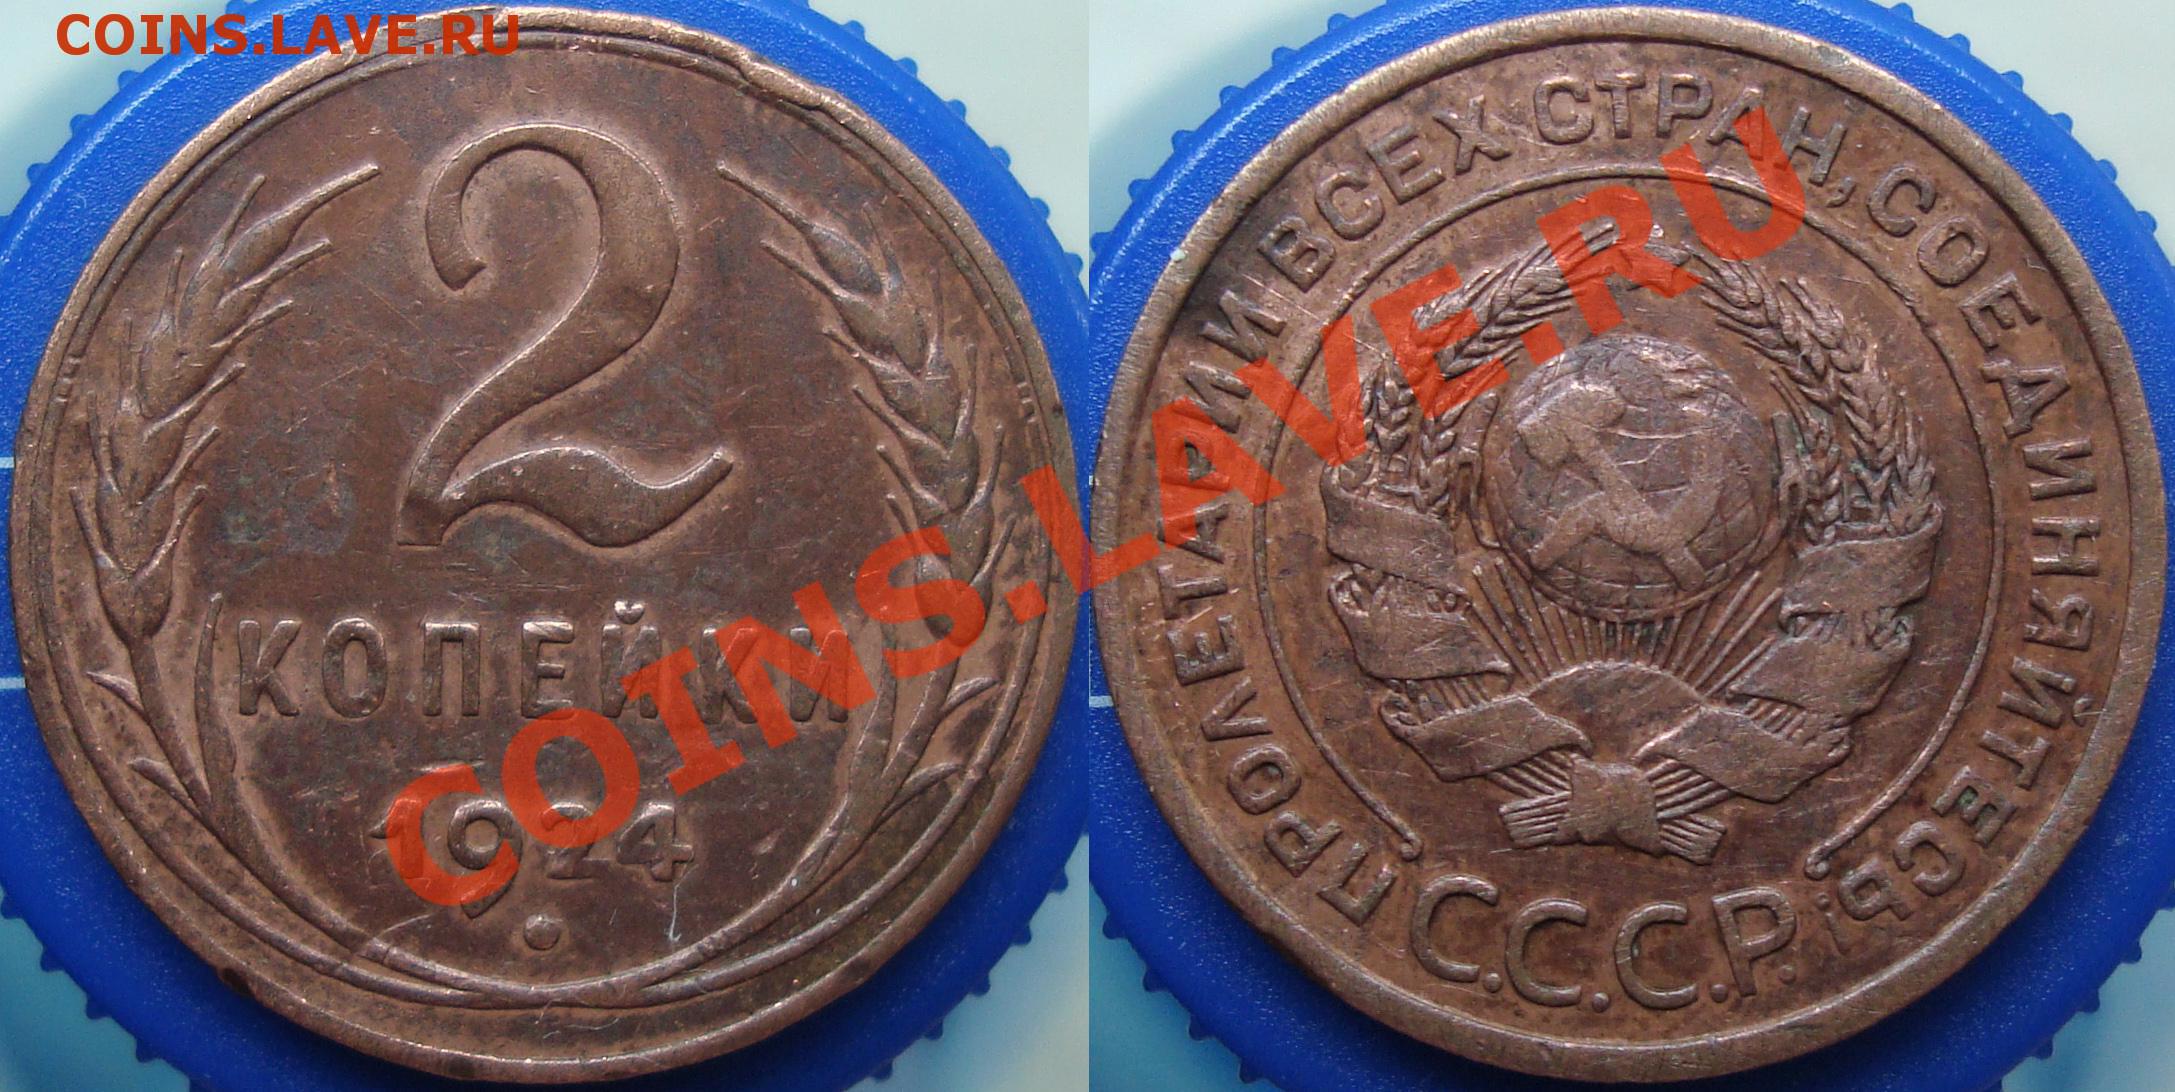 COINS.LAVE.RU
2
КОПЕЙКИ
1924
ПРОЛЕТАРИИ ВСЕХ СТРАН, СОЕДИНЯЙТЕСЬ!
С.С.С.Р.
COINS.LAVE.RU